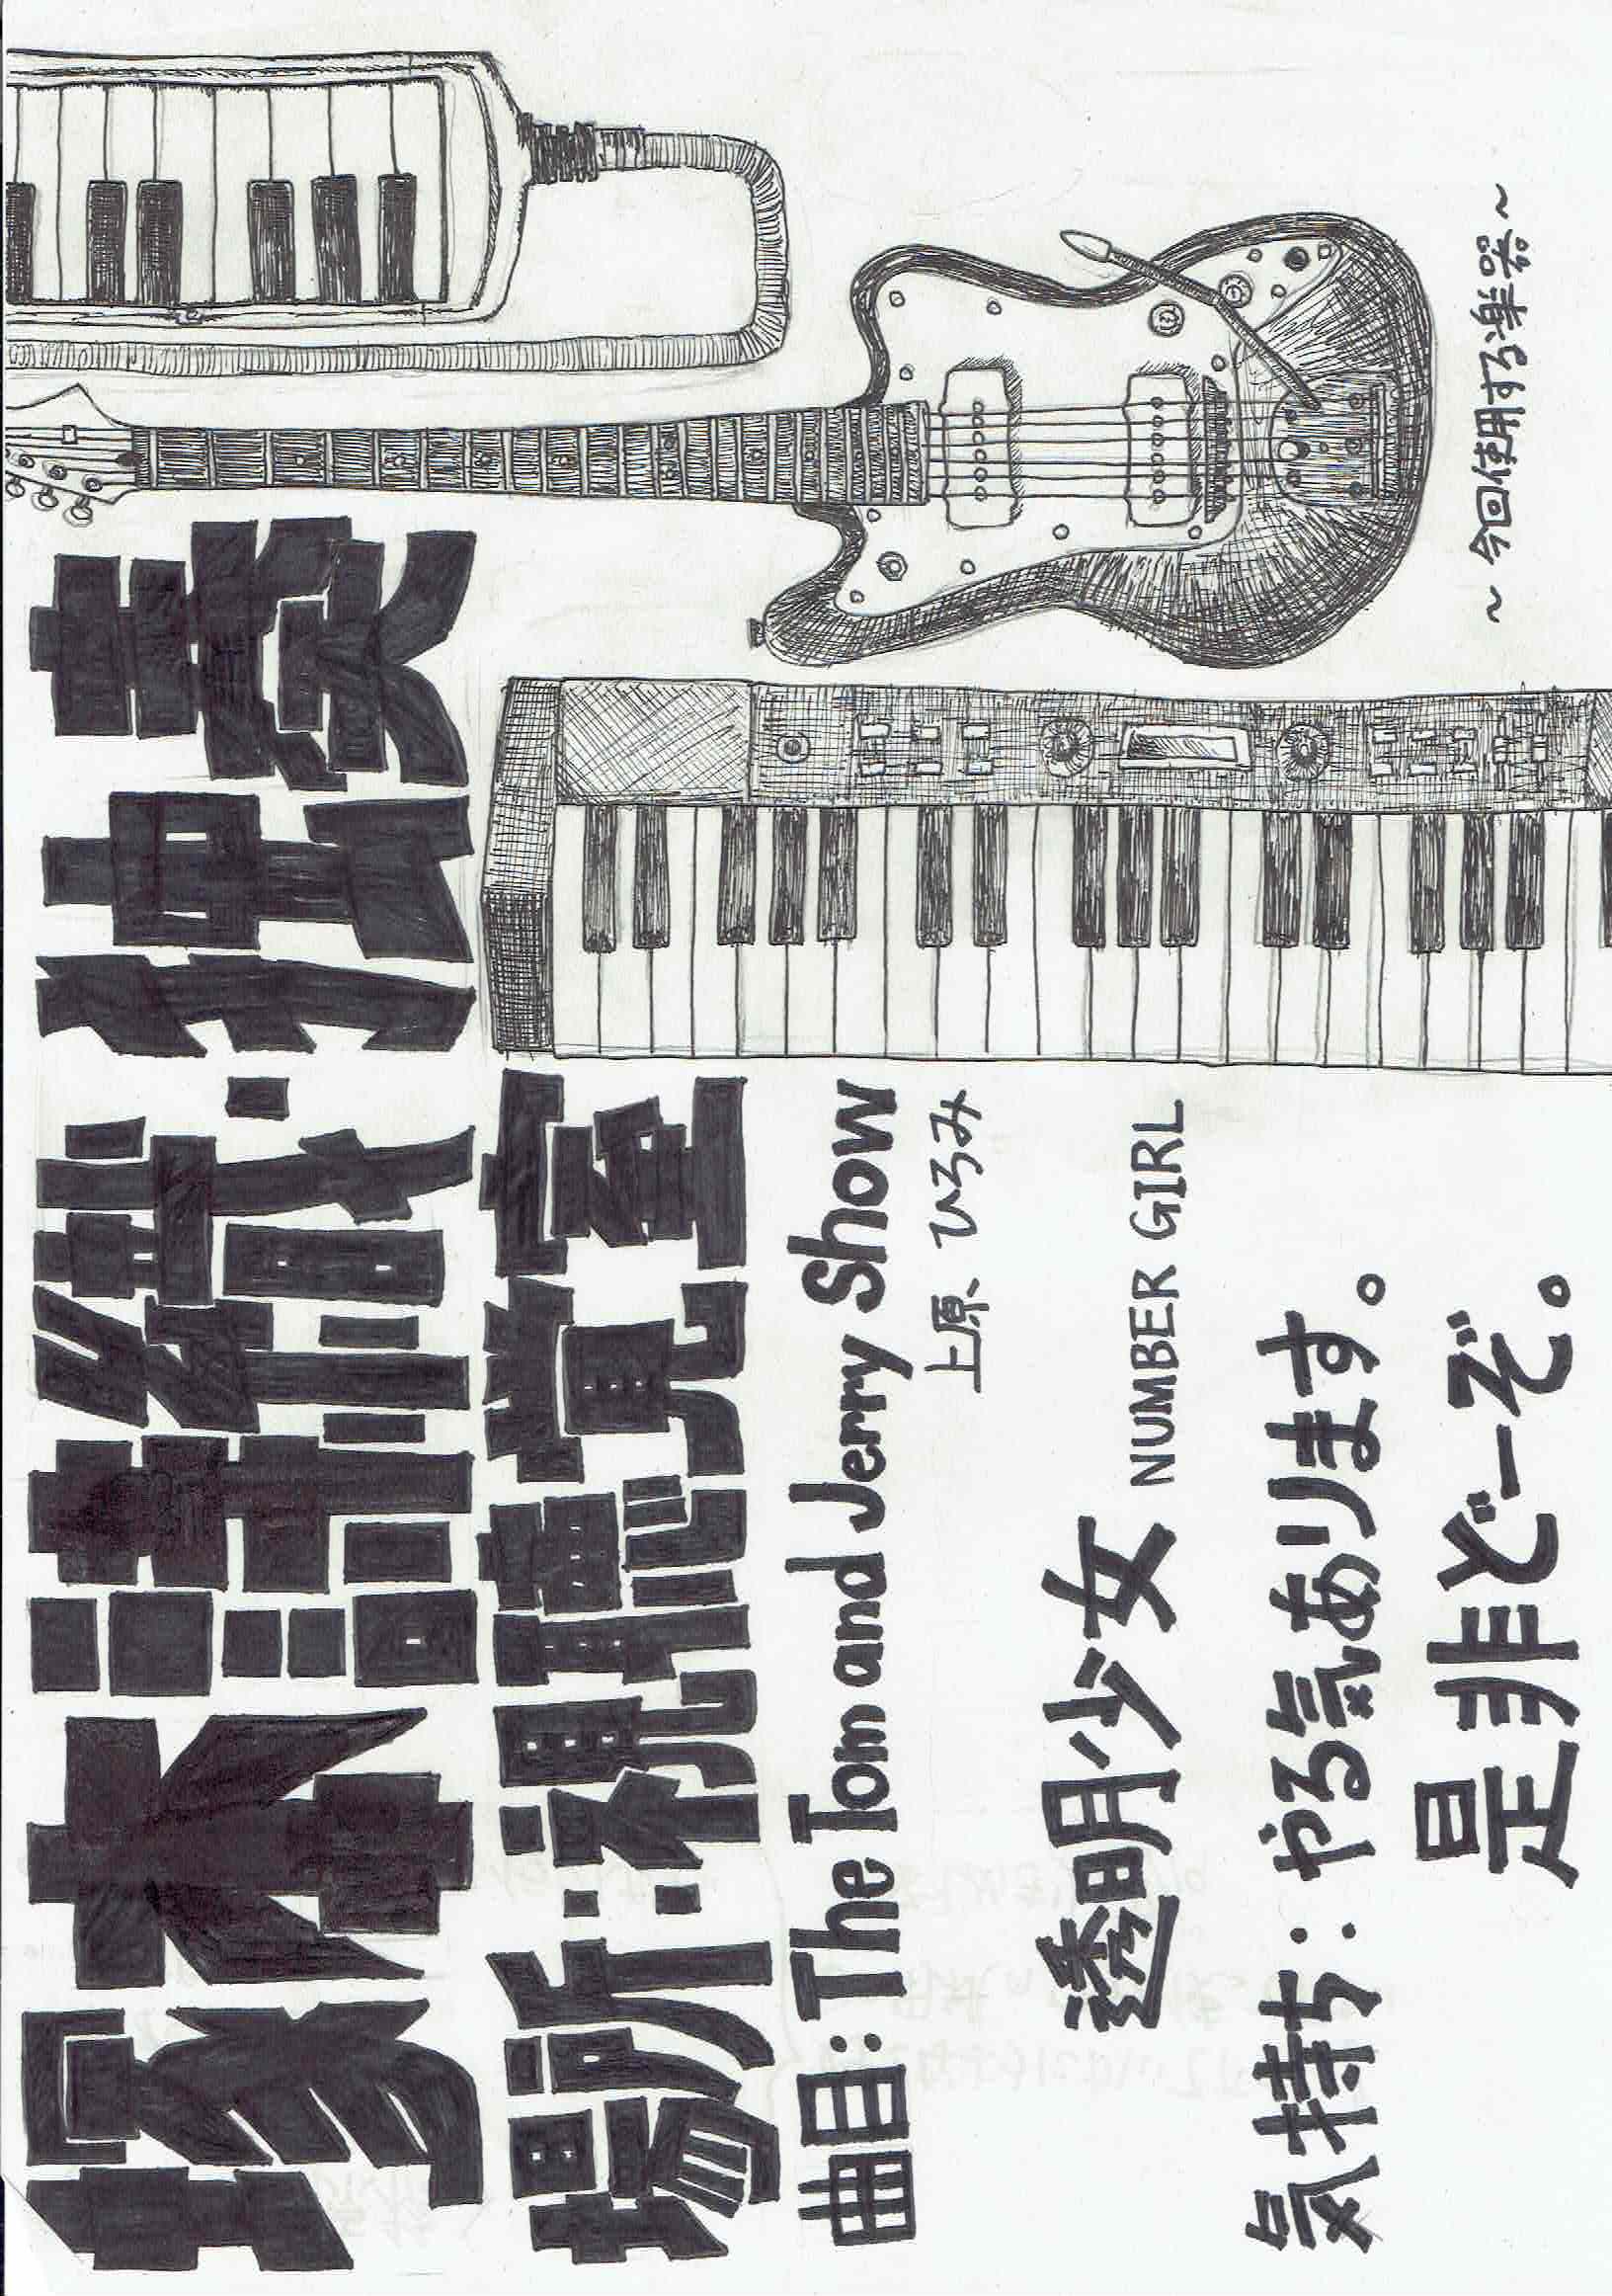 塚本詩織・独奏
場所：視聴覚室
曲目：The Tom and Jerry Show
上原 ひろみ
透明少女 NUMBER GIRL
気持ち：やる気あります。
是非どーぞ。
～今回使用する楽器～